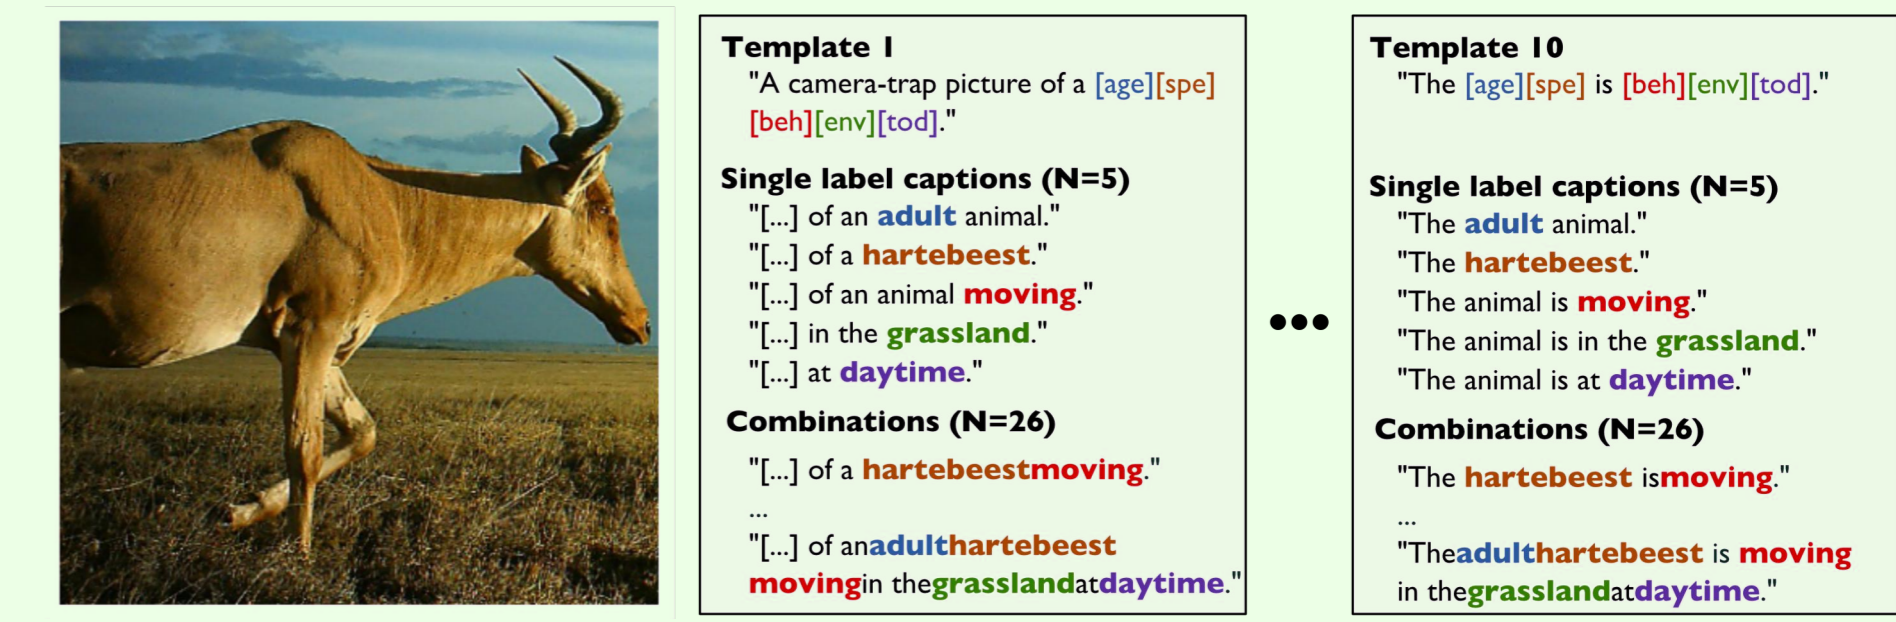 Template 1
"A camera-trap picture of a [age][spe]
[beh][env][tod]."
Single label captions (N=5)
"[...] of an adult animal."
"[...] of a hartebeest."
"[...] of an animal moving."
"[...] in the grassland."
"[...] at daytime."
Combinations (N=26)
"[...] of a hartebeestmoving."
...
"[...] of anadulthartebeest
movingin thegrasslandatdaytime."
Template 10
"The [age][spe] is [beh][env][tod]."
Single label captions (N=5)
"The adult animal."
"The hartebeest."
"The animal is moving."
"The animal is in the grassland."
"The animal is at daytime."
Combinations (N=26)
"The hartebeest ismoving."
...
"Theadulthartebeest is moving
in thegrasslandatdaytime."